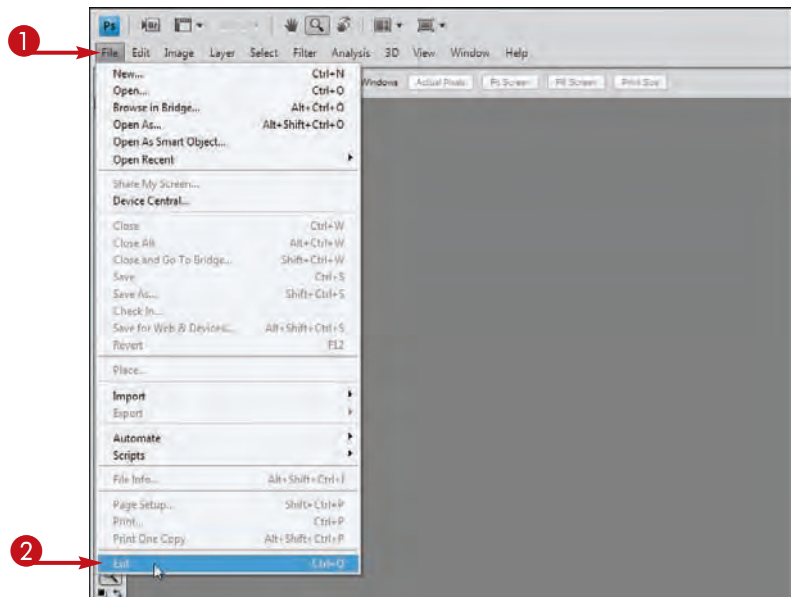 1
Ps Br
File Edit Image Layer Select Filter Analysis 3D View Window Help
Windows Actual Pixels Fit Screen Fill Screen Print Size
New... Ctrl+N
Open... Ctrl+O
Browse in Bridge... Alt+Ctrl+O
Open As... Alt+Shift+Ctrl+O
Open As Smart Object...
Open Recent
Share My Screen...
Device Central...
Close Ctrl+W
Close All Alt+Ctrl+W
Close and Go To Bridge... Shift+Ctrl+W
Save Ctrl+S
Save As... Shift+Ctrl+S
Check In...
Save for Web & Devices... Alt+Shift+Ctrl+S
Revert F12
Place...
Import
Export
Automate
Scripts
File Info... Alt+Shift+Ctrl+I
Page Setup... Shift+Ctrl+P
Print... Ctrl+P
Print One Copy Alt+Shift+Ctrl+P
2
Exit Ctrl+Q